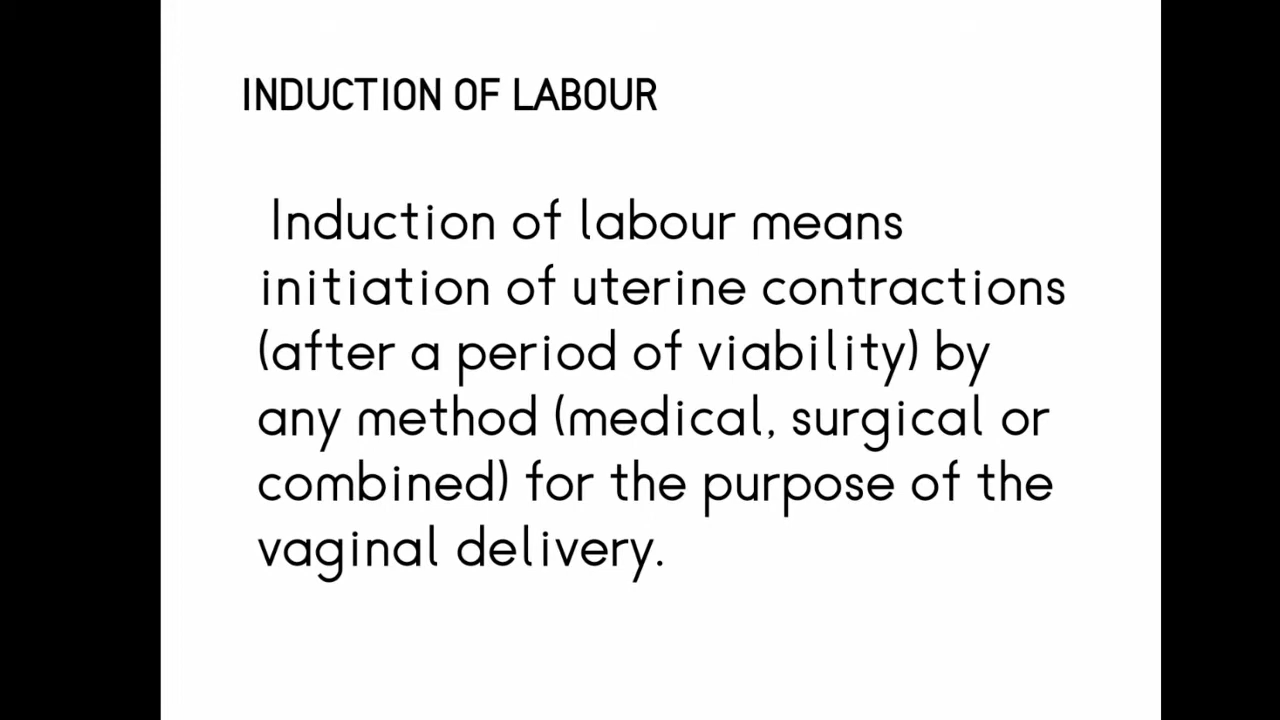 INDUCTION OF LABOUR
Induction of labour means
initiation of uterine contractions
(after a period of viability) by
any method (medical, surgical or
combined) for the purpose of the
vaginal delivery.